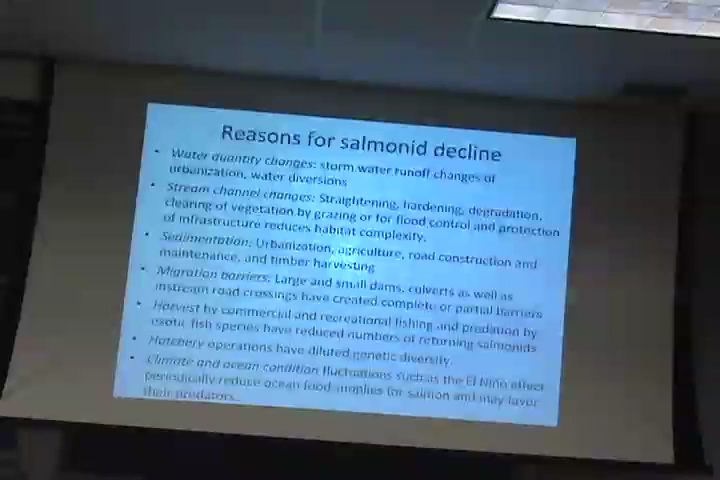 Reasons for salmonid decline
• Water quantity changes: storm water runoff changes of
urbanization, water diversions
• Stream channel changes: Straightening, hardening, degradation,
clearing of vegetation by grazing or for flood control and protection
of infrastructure reduces habitat complexity.
• Sedimentation: Urbanization, agriculture, road construction and
maintenance, and timber harvesting
• Migration barriers: Large and small dams, culverts as well as
instream road crossings have created complete or partial barriers
• Harvest by commercial and recreational fishing and predation by
exotic fish speries have reduced numbers of returning salmonids
• Hatchery operations have diluted genetic diversity.
• Climate and ocean condition fluctuations such as the El Niño effect
periodically reduce ocean food supplies for salmon and may favor
their predators.